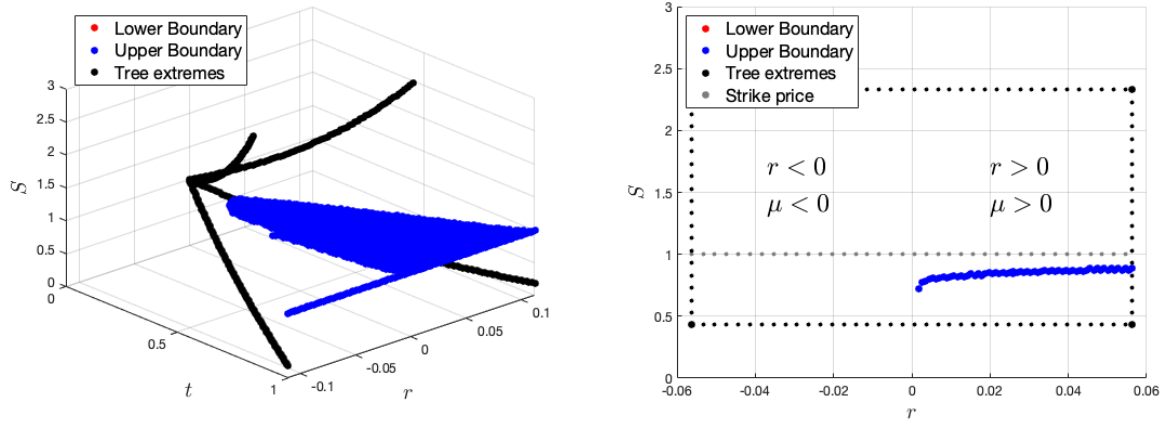 Lower Boundary
Upper Boundary
Tree extremes
3
2.5
2
1.5
1
0.5
0
S
0
0.5
1
t
-0.1
-0.05
0
0.05
0.1
r
Lower Boundary
Upper Boundary
Tree extremes
Strike price
3
2.5
2
1.5
1
0.5
0
S
r < 0
μ < 0
r > 0
μ > 0
-0.06
-0.04
-0.02
0
0.02
0.04
0.06
r